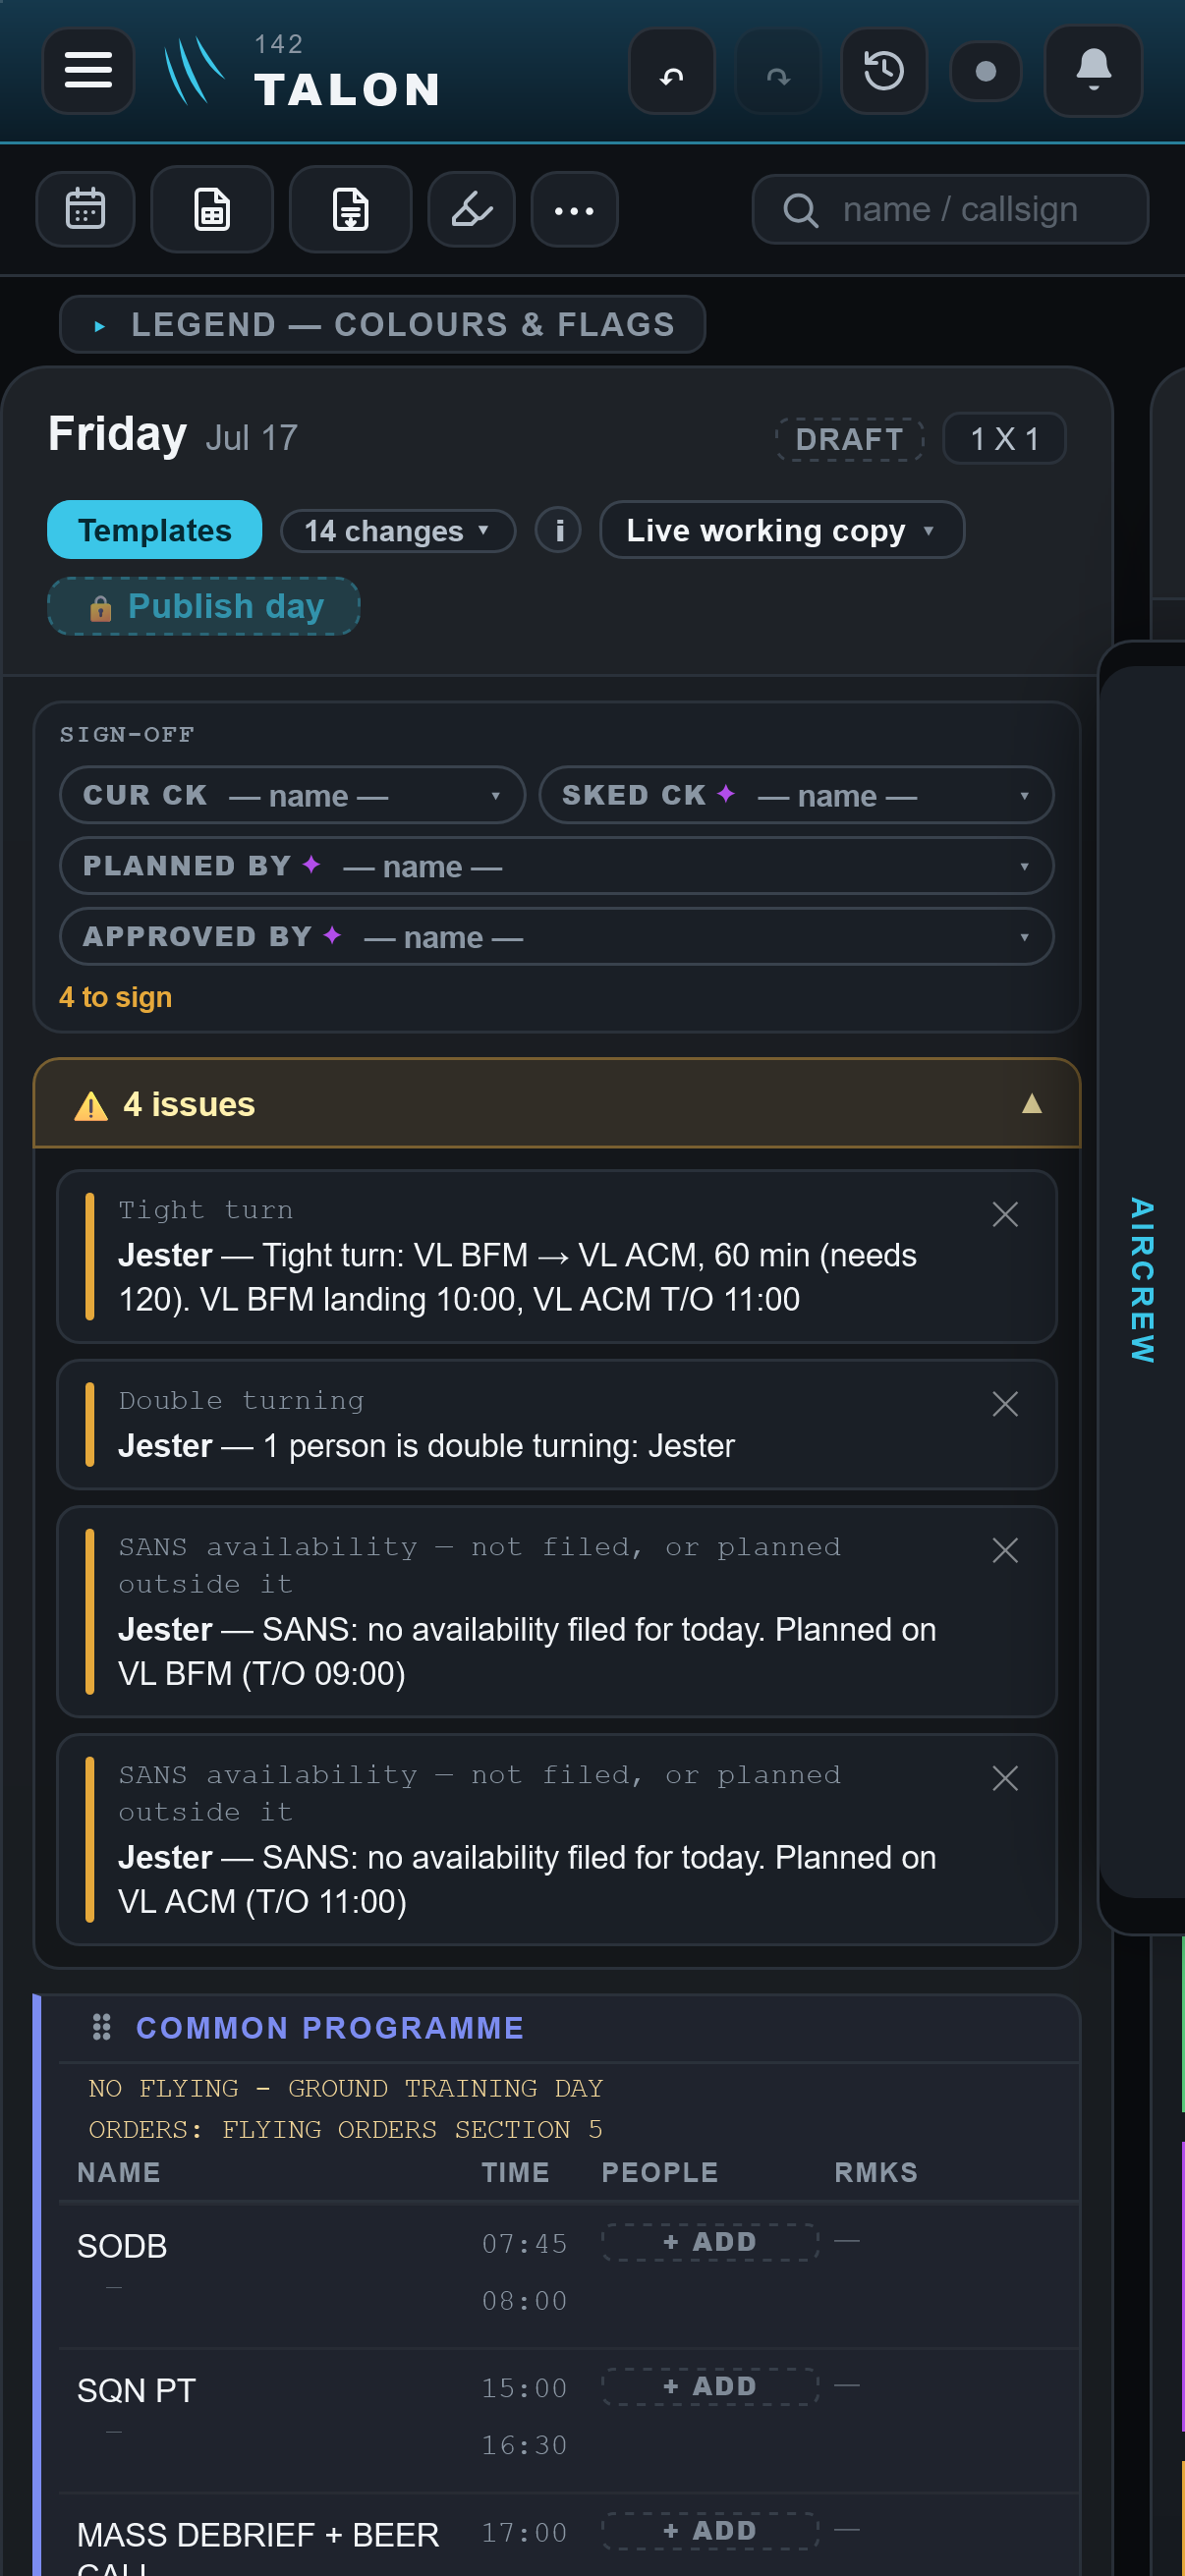 142
TALON
name / callsign
▸ LEGEND — COLOURS & FLAGS
Friday Jul 17
DRAFT
1 X 1
Templates
14 changes ▾
i
Live working copy ▾
🔒 Publish day
SIGN-OFF
CUR CK — name — ▾
SKED CK ✦ — name — ▾
PLANNED BY ✦ — name — ▾
APPROVED BY ✦ — name — ▾
4 to sign
⚠️ 4 issues ▲
Tight turn
Jester — Tight turn: VL BFM → VL ACM, 60 min (needs
120). VL BFM landing 10:00, VL ACM T/O 11:00
Double turning
Jester — 1 person is double turning: Jester
SANS availability — not filed, or planned
outside it
Jester — SANS: no availability filed for today. Planned on
VL BFM (T/O 09:00)
SANS availability — not filed, or planned
outside it
Jester — SANS: no availability filed for today. Planned on
VL ACM (T/O 11:00)
AIRCREW
COMMON PROGRAMME
NO FLYING - GROUND TRAINING DAY
ORDERS: FLYING ORDERS SECTION 5
NAME TIME PEOPLE RMKS
SODB 07:45 + ADD —
— 08:00
SQN PT 15:00 + ADD —
— 16:30
MASS DEBRIEF + BEER 17:00 + ADD —
CALL